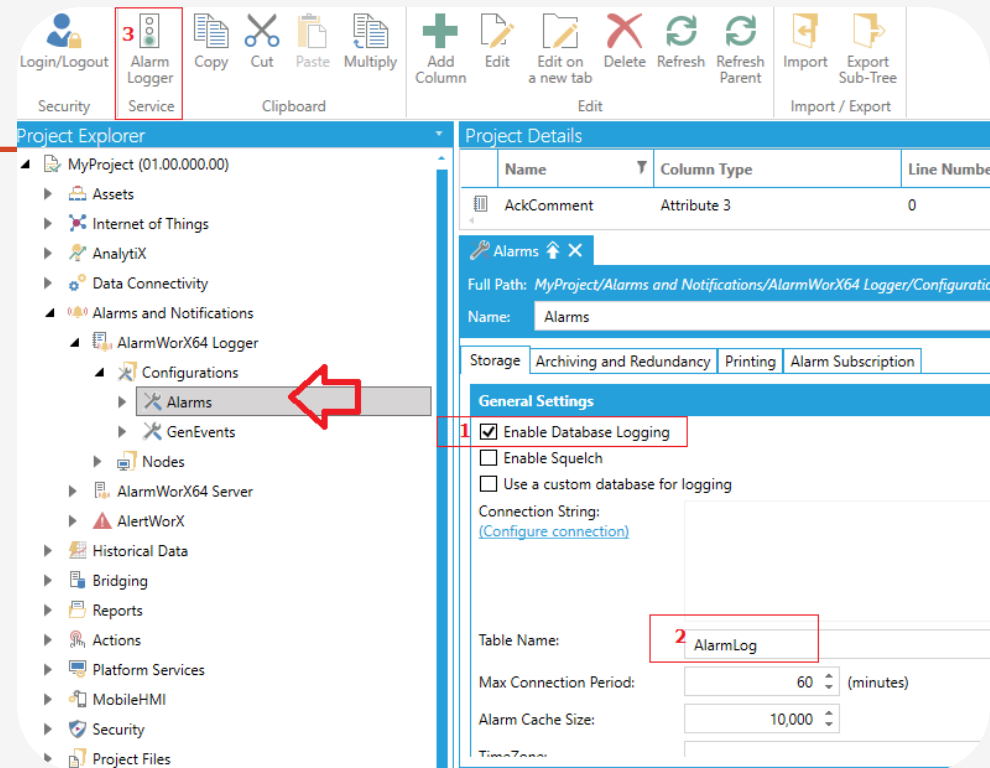 Login/Logout
3
Alarm Logger
Copy
Cut
Paste
Multiply
Add Column
Edit
Edit on a new tab
Delete
Refresh
Refresh Parent
Import
Export Sub-Tree
Security
Service
Clipboard
Edit
Import / Export
Project Explorer
MyProject (01.00.000.00)
Assets
Internet of Things
AnalytiX
Data Connectivity
Alarms and Notifications
AlarmWorX64 Logger
Configurations
Alarms
GenEvents
Nodes
AlarmWorX64 Server
AlertWorX
Historical Data
Bridging
Reports
Actions
Platform Services
MobileHMI
Security
Project Files
Project Details
Name
Column Type
Line Numbe
AckComment
Attribute 3
0
Alarms
Full Path: MyProject/Alarms and Notifications/AlarmWorX64 Logger/Configuratio
Name: Alarms
Storage
Archiving and Redundancy
Printing
Alarm Subscription
General Settings
1 Enable Database Logging
Enable Squelch
Use a custom database for logging
Connection String:
(Configure connection)
Table Name: 2 AlarmLog
Max Connection Period: 60 (minutes)
Alarm Cache Size: 10,000
TimeZone: